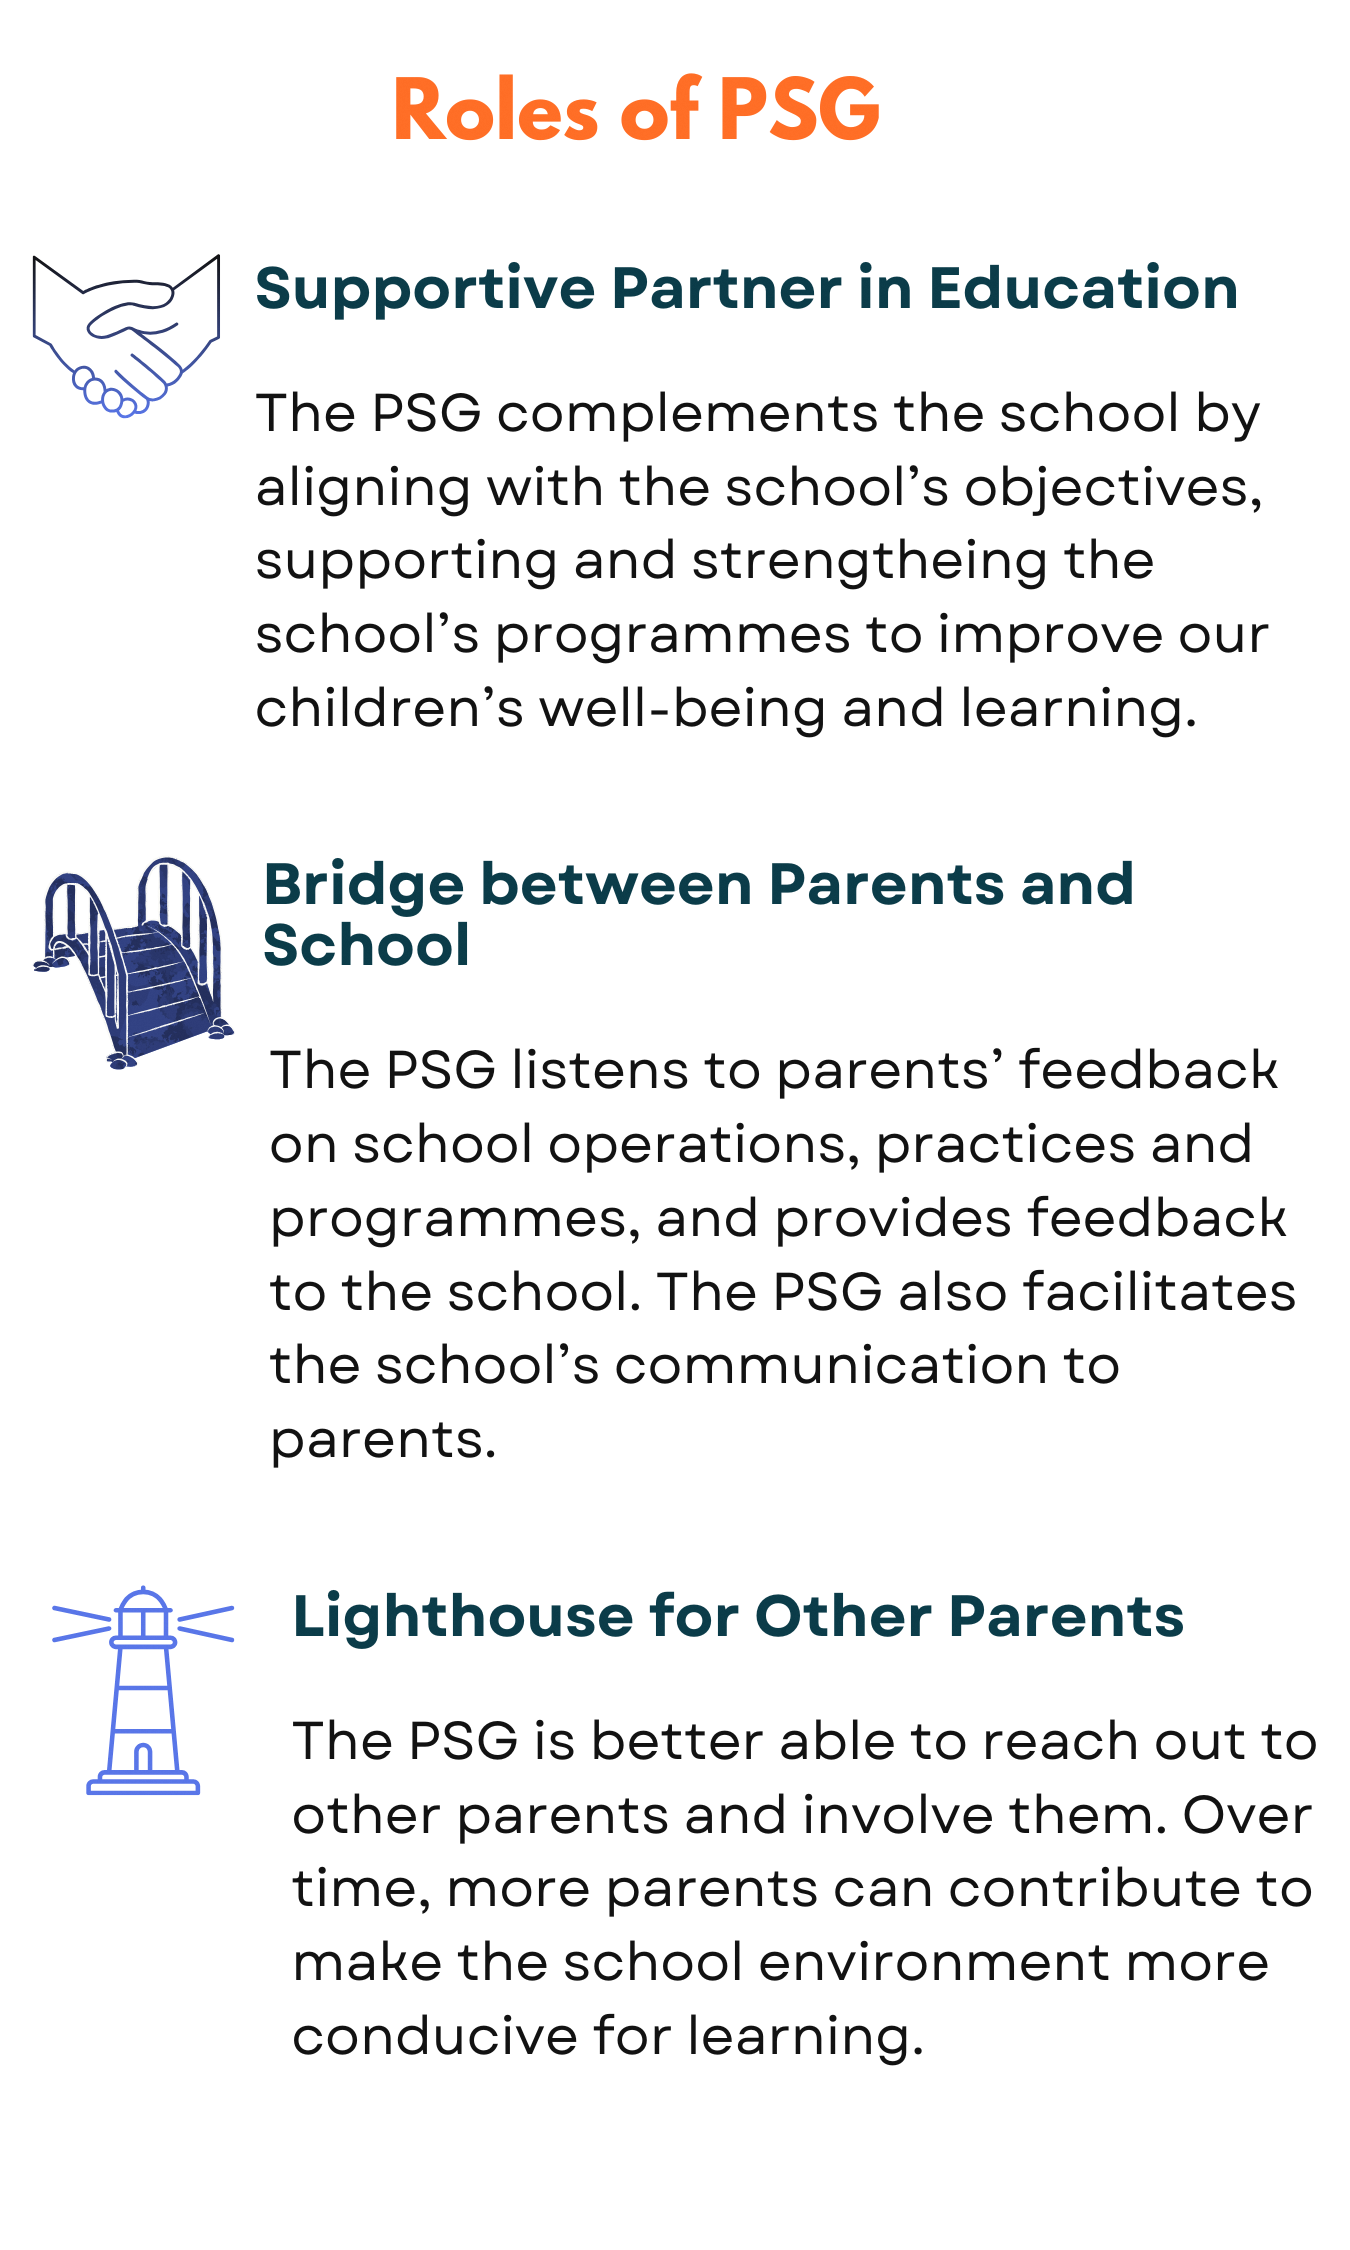 Roles of PSG
Supportive Partner in Education
The PSG complements the school by
aligning with the school’s objectives,
supporting and strengtheing the
school’s programmes to improve our
children’s well-being and learning.
Bridge between Parents and
School
The PSG listens to parents’ feedback
on school operations, practices and
programmes, and provides feedback
to the school. The PSG also facilitates
the school’s communication to
parents.
Lighthouse for Other Parents
The PSG is better able to reach out to
other parents and involve them. Over
time, more parents can contribute to
make the school environment more
conducive for learning.